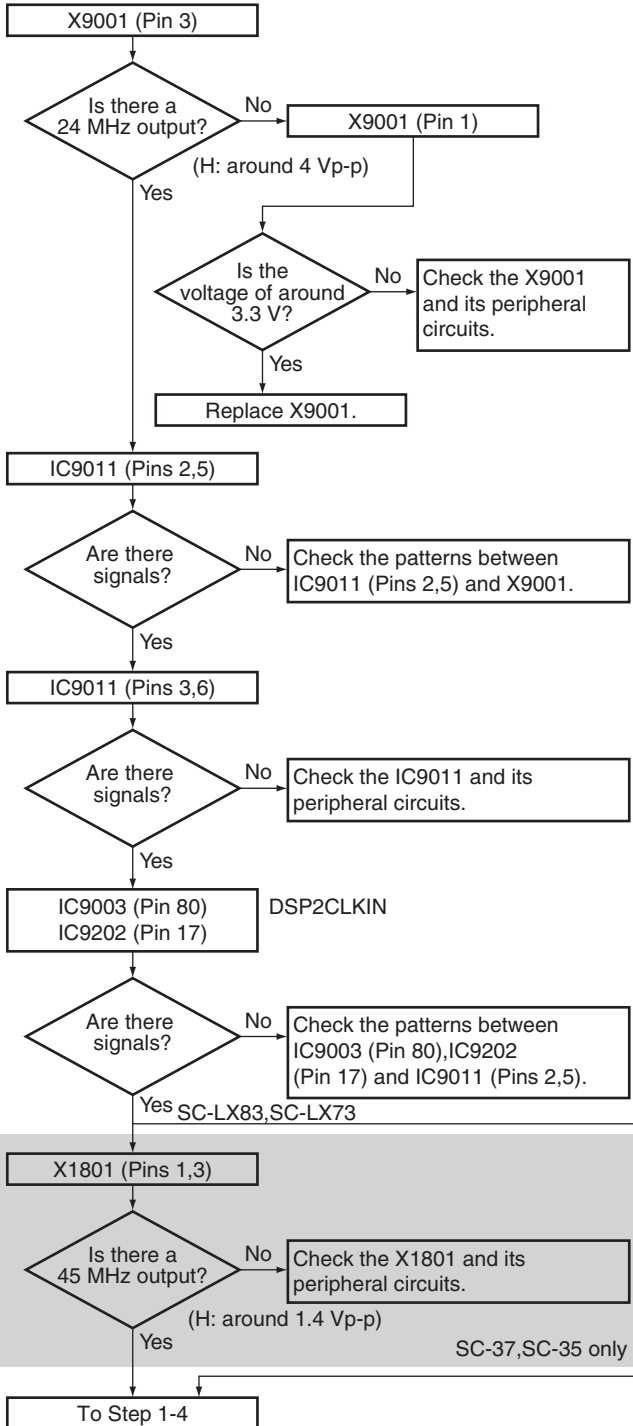 X9001 (Pin 3)
Is there a
24 MHz output?
No
X9001 (Pin 1)
(H: around 4 Vp-p)
Yes
Is the
voltage of around
3.3 V?
No
Check the X9001
and its peripheral
circuits.
Yes
Replace X9001.
IC9011 (Pins 2,5)
Are there
signals?
No
Check the patterns between
IC9011 (Pins 2,5) and X9001.
Yes
IC9011 (Pins 3,6)
Are there
signals?
No
Check the IC9011 and its
peripheral circuits.
Yes
IC9003 (Pin 80)
IC9202 (Pin 17)
DSP2CLKIN
Are there
signals?
No
Check the patterns between
IC9003 (Pin 80),IC9202
(Pin 17) and IC9011 (Pins 2,5).
Yes
SC-LX83,SC-LX73
X1801 (Pins 1,3)
Is there a
45 MHz output?
No
Check the X1801 and its
peripheral circuits.
(H: around 1.4 Vp-p)
Yes
SC-37,SC-35 only
To Step 1-4